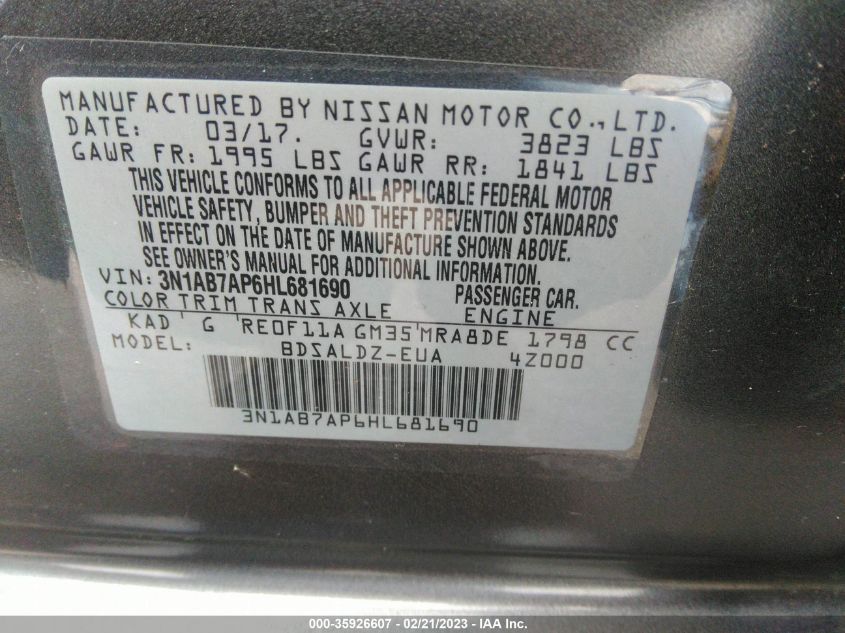 MANUFACTURED BY NISSAN MOTOR CO.,LTD.
DATE: 03/17. GVWR: 3823 LBS
GAWR FR: 1995 LBS GAWR RR: 1841 LBS
THIS VEHICLE CONFORMS TO ALL APPLICABLE FEDERAL MOTOR
VEHICLE SAFETY, BUMPER AND THEFT PREVENTION STANDARDS
IN EFFECT ON THE DATE OF MANUFACTURE SHOWN ABOVE.
SEE OWNER'S MANUAL FOR ADDITIONAL INFORMATION.
VIN: 3N1AB7AP6HL681690 PASSENGER CAR.
COLOR TRIM TRANS AXLE ENGINE
KAD G RE0F11A GM35 MRA8DE 1798 CC
MODEL: BDSALDZ-EUA 4Z000
3N1AB7AP6HL681690
000-35926607 / 02/21/2023 / IAA Inc.